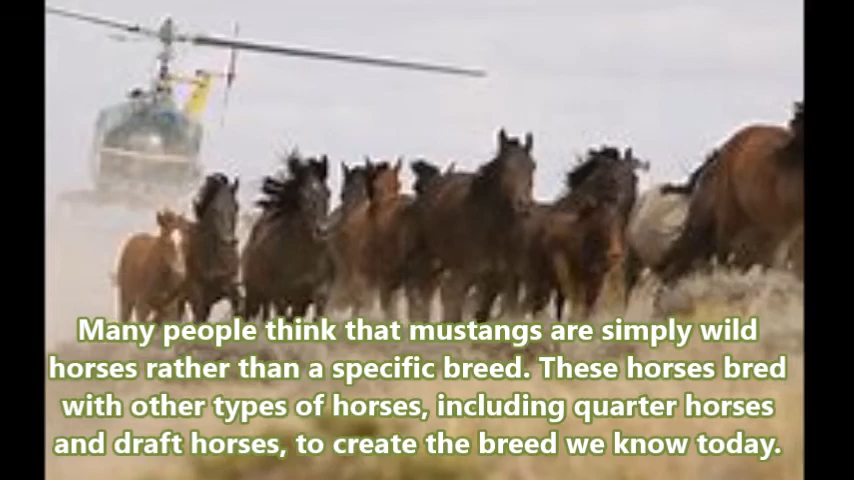 Many people think that mustangs are simply wild
horses rather than a specific breed. These horses bred
with other types of horses, including quarter horses
and draft horses, to create the breed we know today.